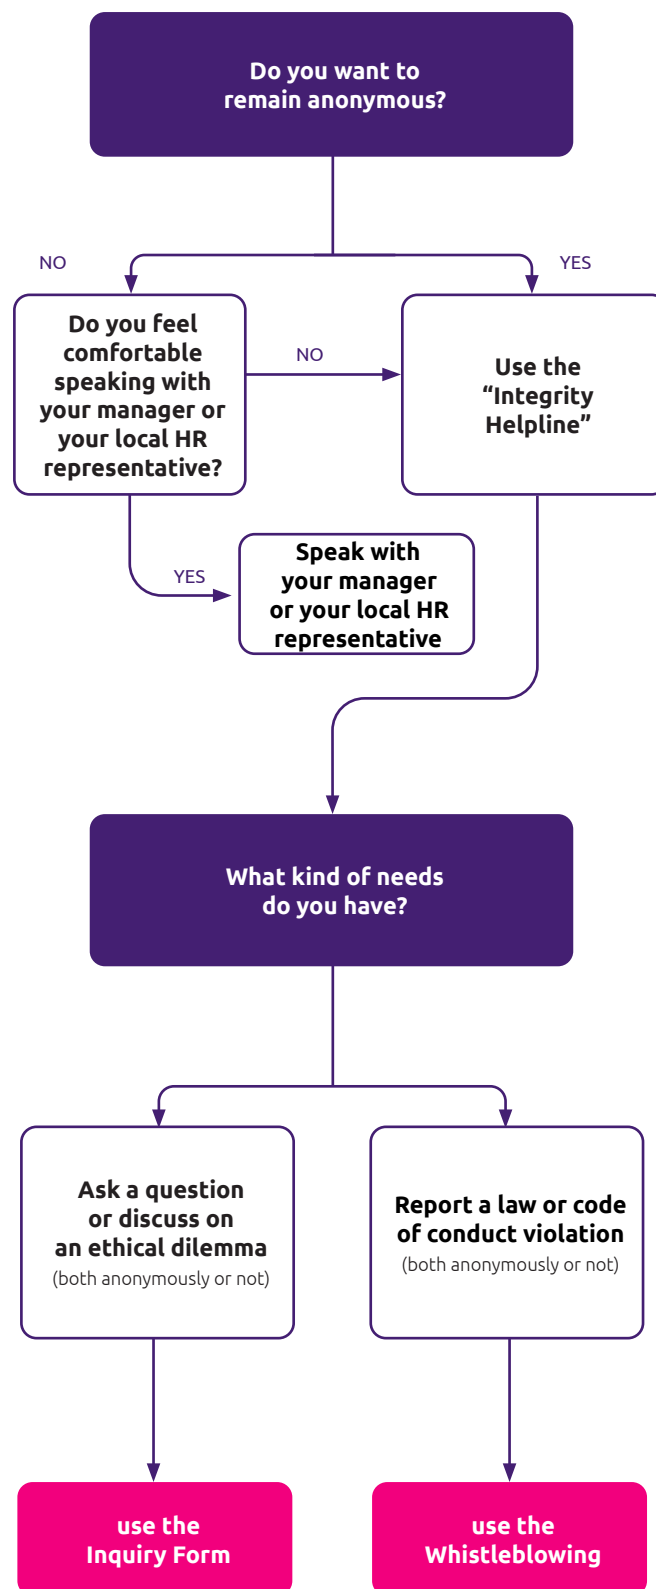 Do you want to
remain anonymous?
NO
YES
Do you feel
comfortable
speaking with
your manager or
your local HR
representative?
NO
Use the
“Integrity
Helpline”
YES
Speak with
your manager
or your local HR
representative
What kind of needs
do you have?
Ask a question
or discuss on
an ethical dilemma
(both anonymously or not)
Report a law or code
of conduct violation
(both anonymously or not)
use the
Inquiry Form
use the
Whistleblowing